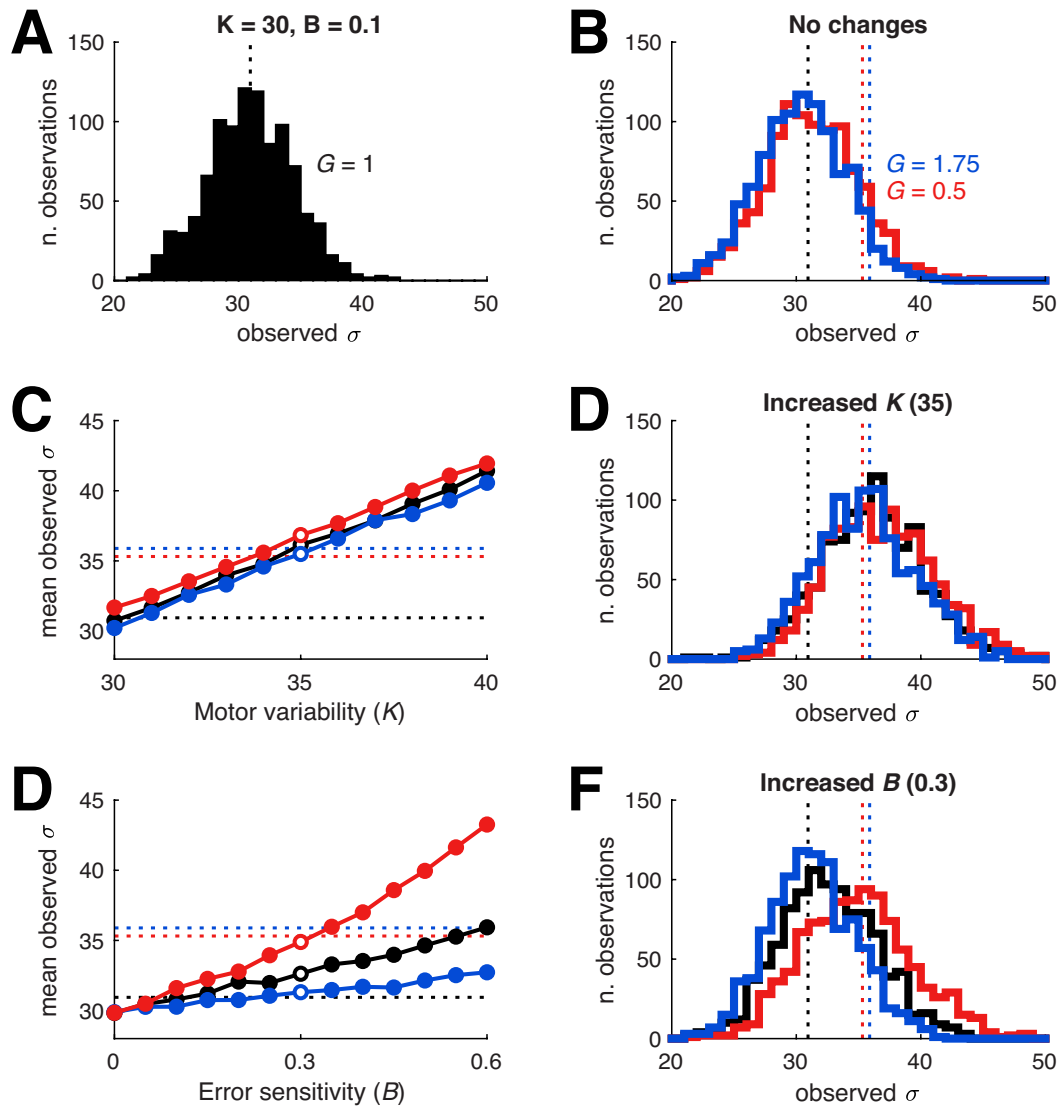 A
K = 30, B = 0.1
150
100
50
0
n. observations
G = 1
20
30
40
50
observed σ
B
No changes
150
100
50
0
n. observations
G = 1.75
G = 0.5
20
30
40
50
observed σ
C
45
40
35
30
mean observed σ
30
35
40
Motor variability (K)
D
Increased K (35)
150
100
50
0
n. observations
20
30
40
50
observed σ
D
45
40
35
30
mean observed σ
0
0.3
0.6
Error sensitivity (B)
F
Increased B (0.3)
150
100
50
0
n. observations
20
30
40
50
observed σ